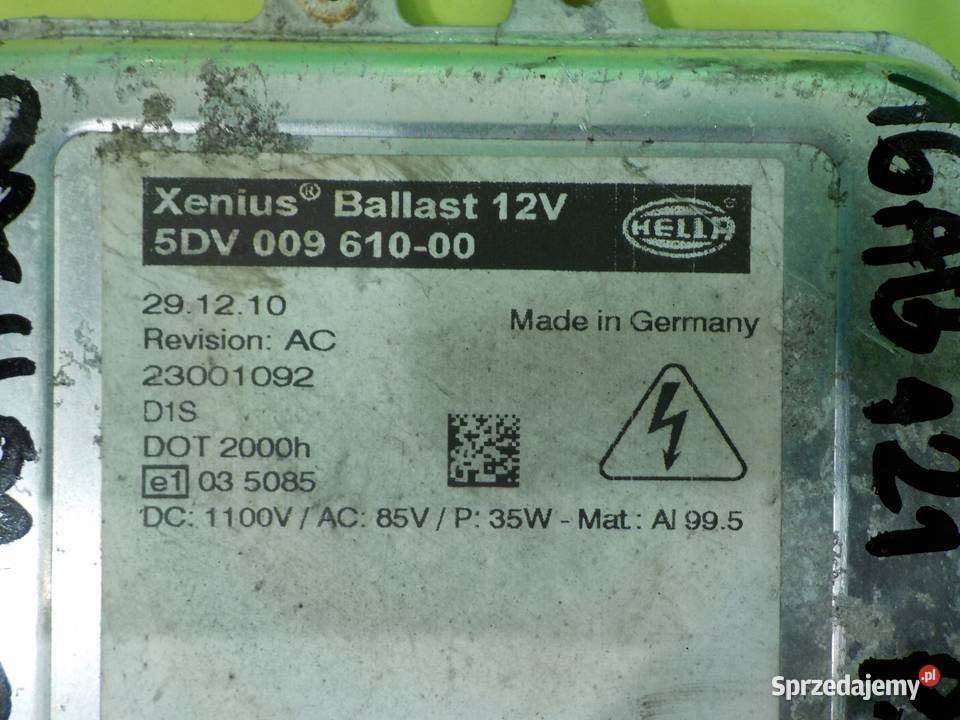 Xenius® Ballast 12V
5DV 009 610-00
HELLA
29.12.10
Made in Germany
Revision: AC
23001092
D1S
DOT 2000h
e1 03 5085
DC: 1100V / AC: 85V / P: 35W - Mat.: Al 99.5
Sprzedajemy.pl